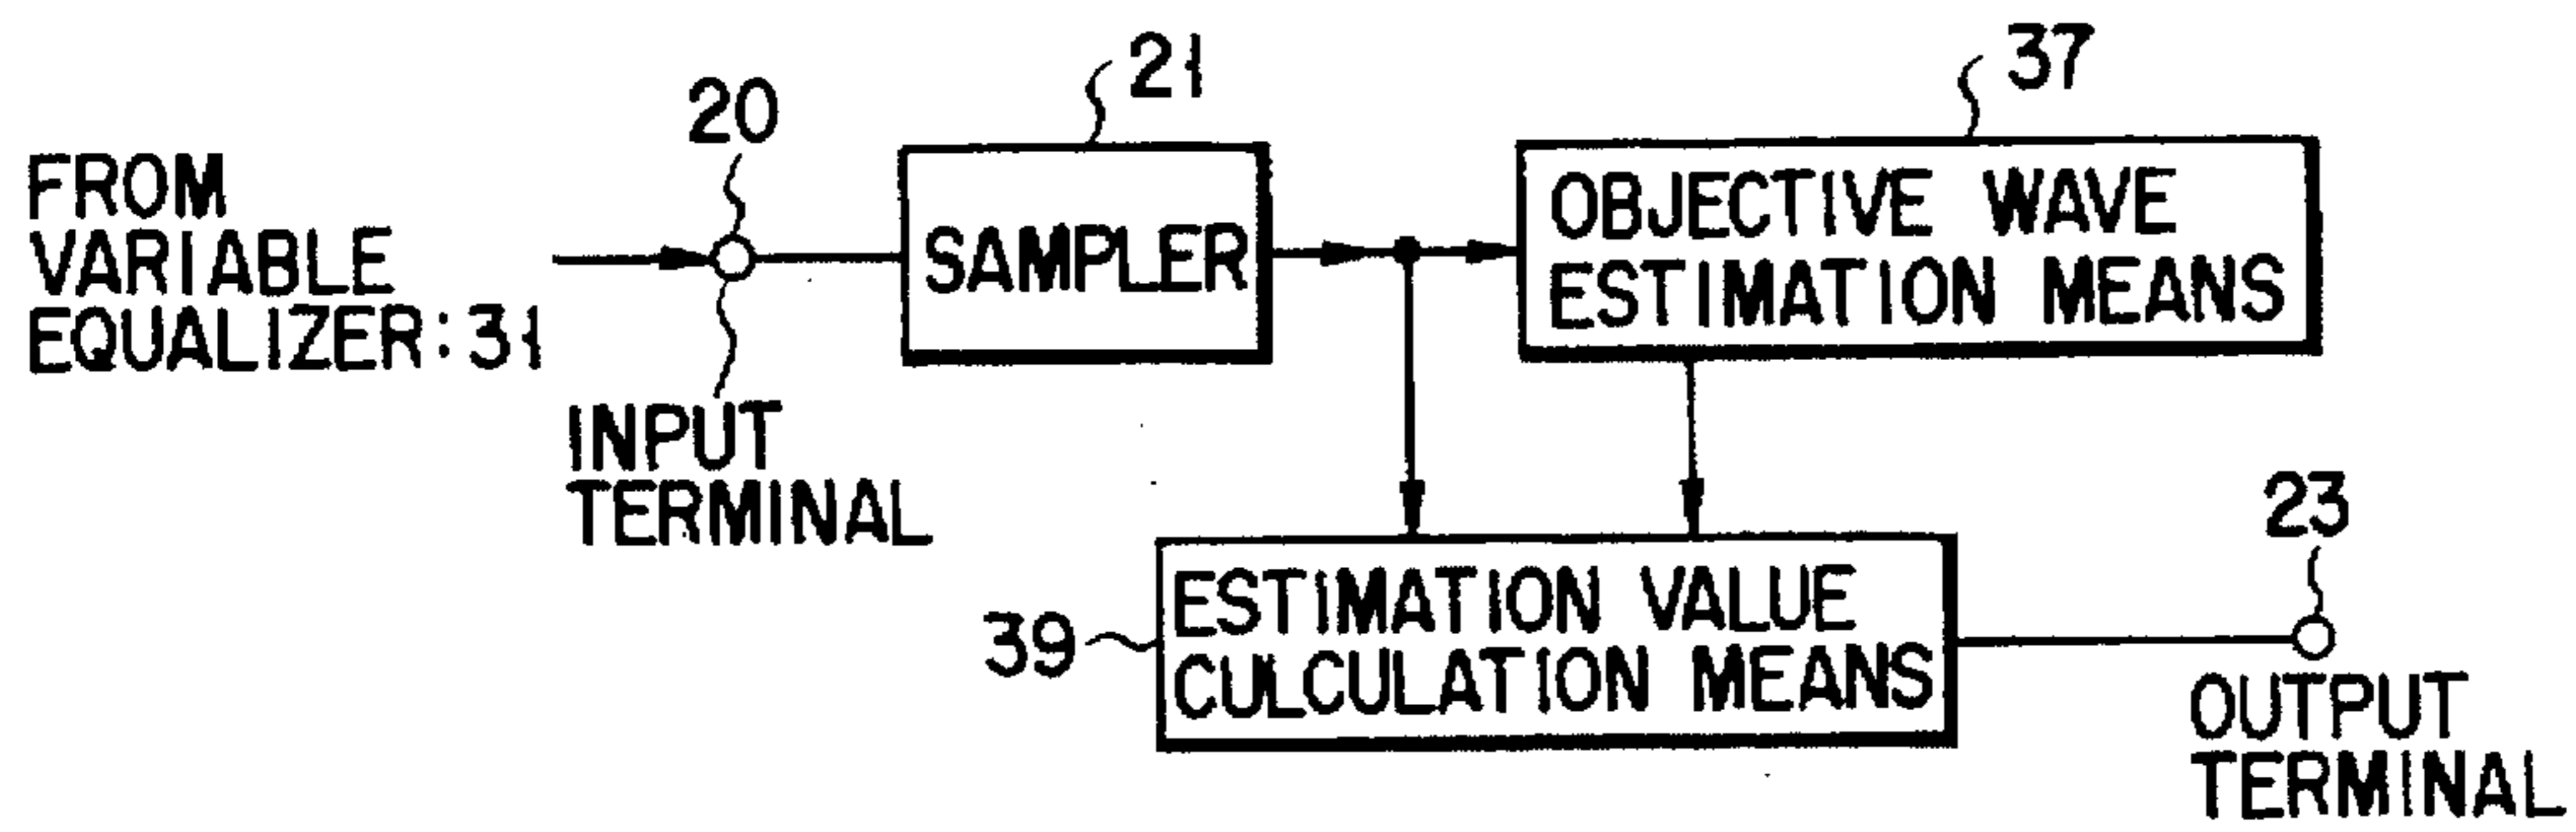 20
21
37
FROM
VARIABLE
EQUALIZER:31
INPUT
TERMINAL
SAMPLER
OBJECTIVE WAVE
ESTIMATION MEANS
39
ESTIMATION VALUE
CULCULATION MEANS
23
OUTPUT
TERMINAL